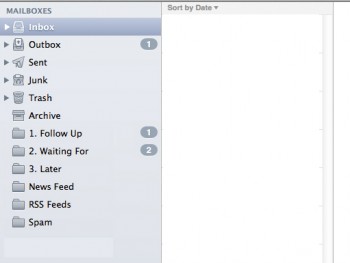 MAILBOXES
Sort by Date ▾
Inbox
Outbox 1
Sent
Junk
Trash
Archive
1. Follow Up 1
2. Waiting For 2
3. Later
News Feed
RSS Feeds
Spam